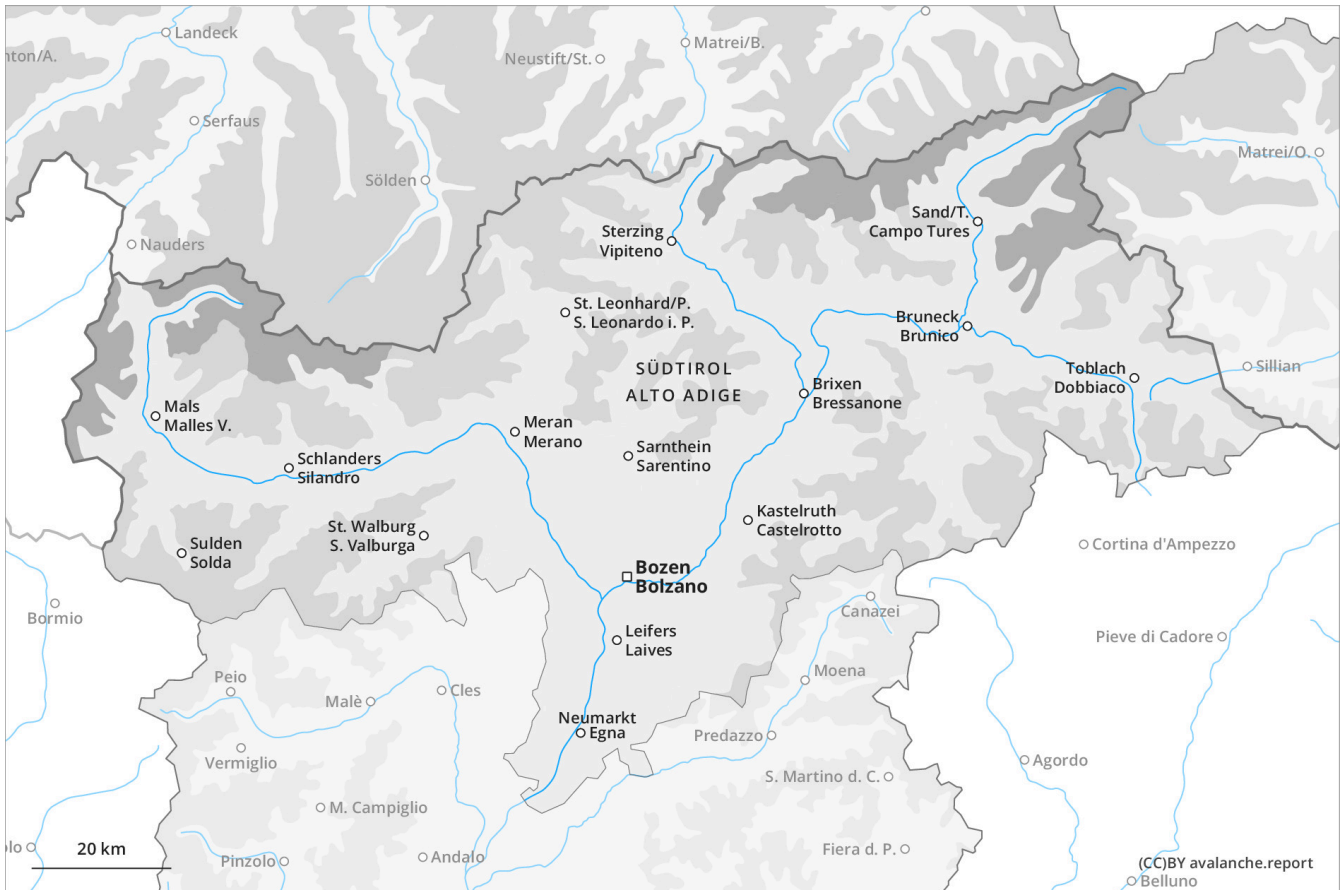 Landeck
Matrei/B.
nton/A.
Neustift/St.
Serfaus
Matrei/O.
Sölden
Sand/T.
Campo Tures
Sterzing
Vipiteno
Nauders
St. Leonhard/P.
S. Leonardo i. P.
Bruneck
Brunico
SÜDTIROL
ALTO ADIGE
Toblach
Dobbiaco
Sillian
Brixen
Bressanone
Mals
Malles V.
Meran
Merano
Schlanders
Silandro
Sarnthein
Sarentino
Kastelruth
Castelrotto
St. Walburg
S. Valburga
Sulden
Solda
Cortina d'Ampezzo
Bozen
Bolzano
Bormio
Canazei
Leifers
Laives
Pieve di Cadore
Peio
Malè
Cles
Moena
Neumarkt
Egna
Predazzo
Vermiglio
Agordo
S. Martino d. C.
M. Campiglio
olo
20 km
Pinzolo
Andalo
Fiera d. P.
(CC)BY avalanche.report
Belluno